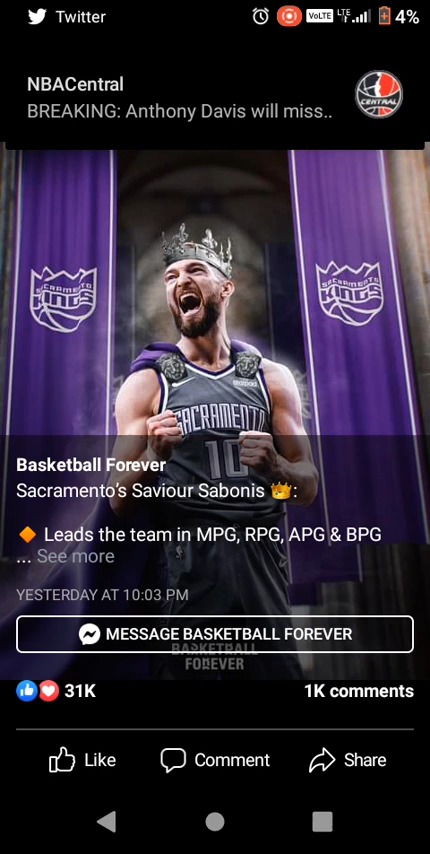 Twitter
VoLTE LTE 4%
NBACentral
BREAKING: Anthony Davis will miss..
CENTRAL
SACRAMENTO
KINGS
SACRAMENTO
KINGS
SACRAMENTO
10
Basketball Forever
Sacramento's Saviour Sabonis 👑:
🔶 Leads the team in MPG, RPG, APG & BPG
... See more
YESTERDAY AT 10:03 PM
MESSAGE BASKETBALL FOREVER
BASKETBALL
FOREVER
31K
1K comments
Like
Comment
Share